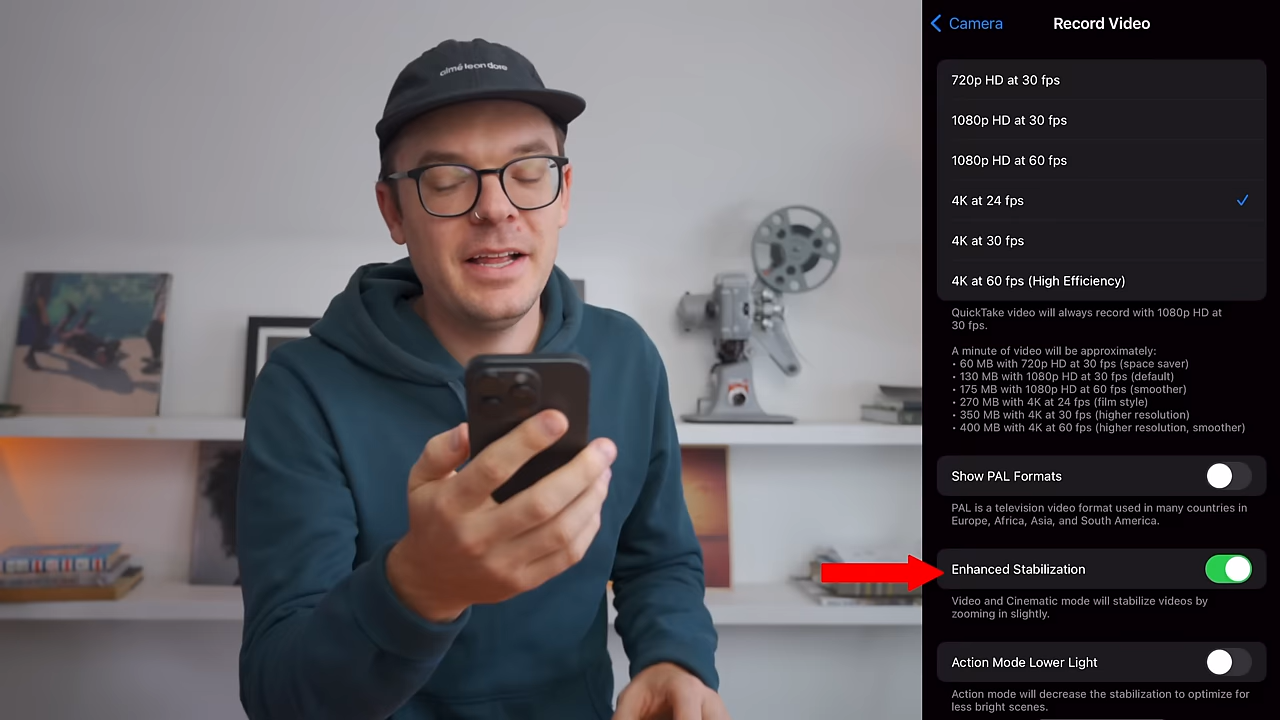 aimé leon dore
Camera
Record Video
720p HD at 30 fps
1080p HD at 30 fps
1080p HD at 60 fps
4K at 24 fps
4K at 30 fps
4K at 60 fps (High Efficiency)
QuickTake video will always record with 1080p HD at
30 fps.
A minute of video will be approximately:
• 60 MB with 720p HD at 30 fps (space saver)
• 130 MB with 1080p HD at 30 fps (default)
• 175 MB with 1080p HD at 60 fps (smoother)
• 270 MB with 4K at 24 fps (film style)
• 350 MB with 4K at 30 fps (higher resolution)
• 400 MB with 4K at 60 fps (higher resolution, smoother)
Show PAL Formats
PAL is a television video format used in many countries in
Europe, Africa, Asia, and South America.
Enhanced Stabilization
Video and Cinematic mode will stabilize videos by
zooming in slightly.
Action Mode Lower Light
Action mode will decrease the stabilization to optimize for
less bright scenes.